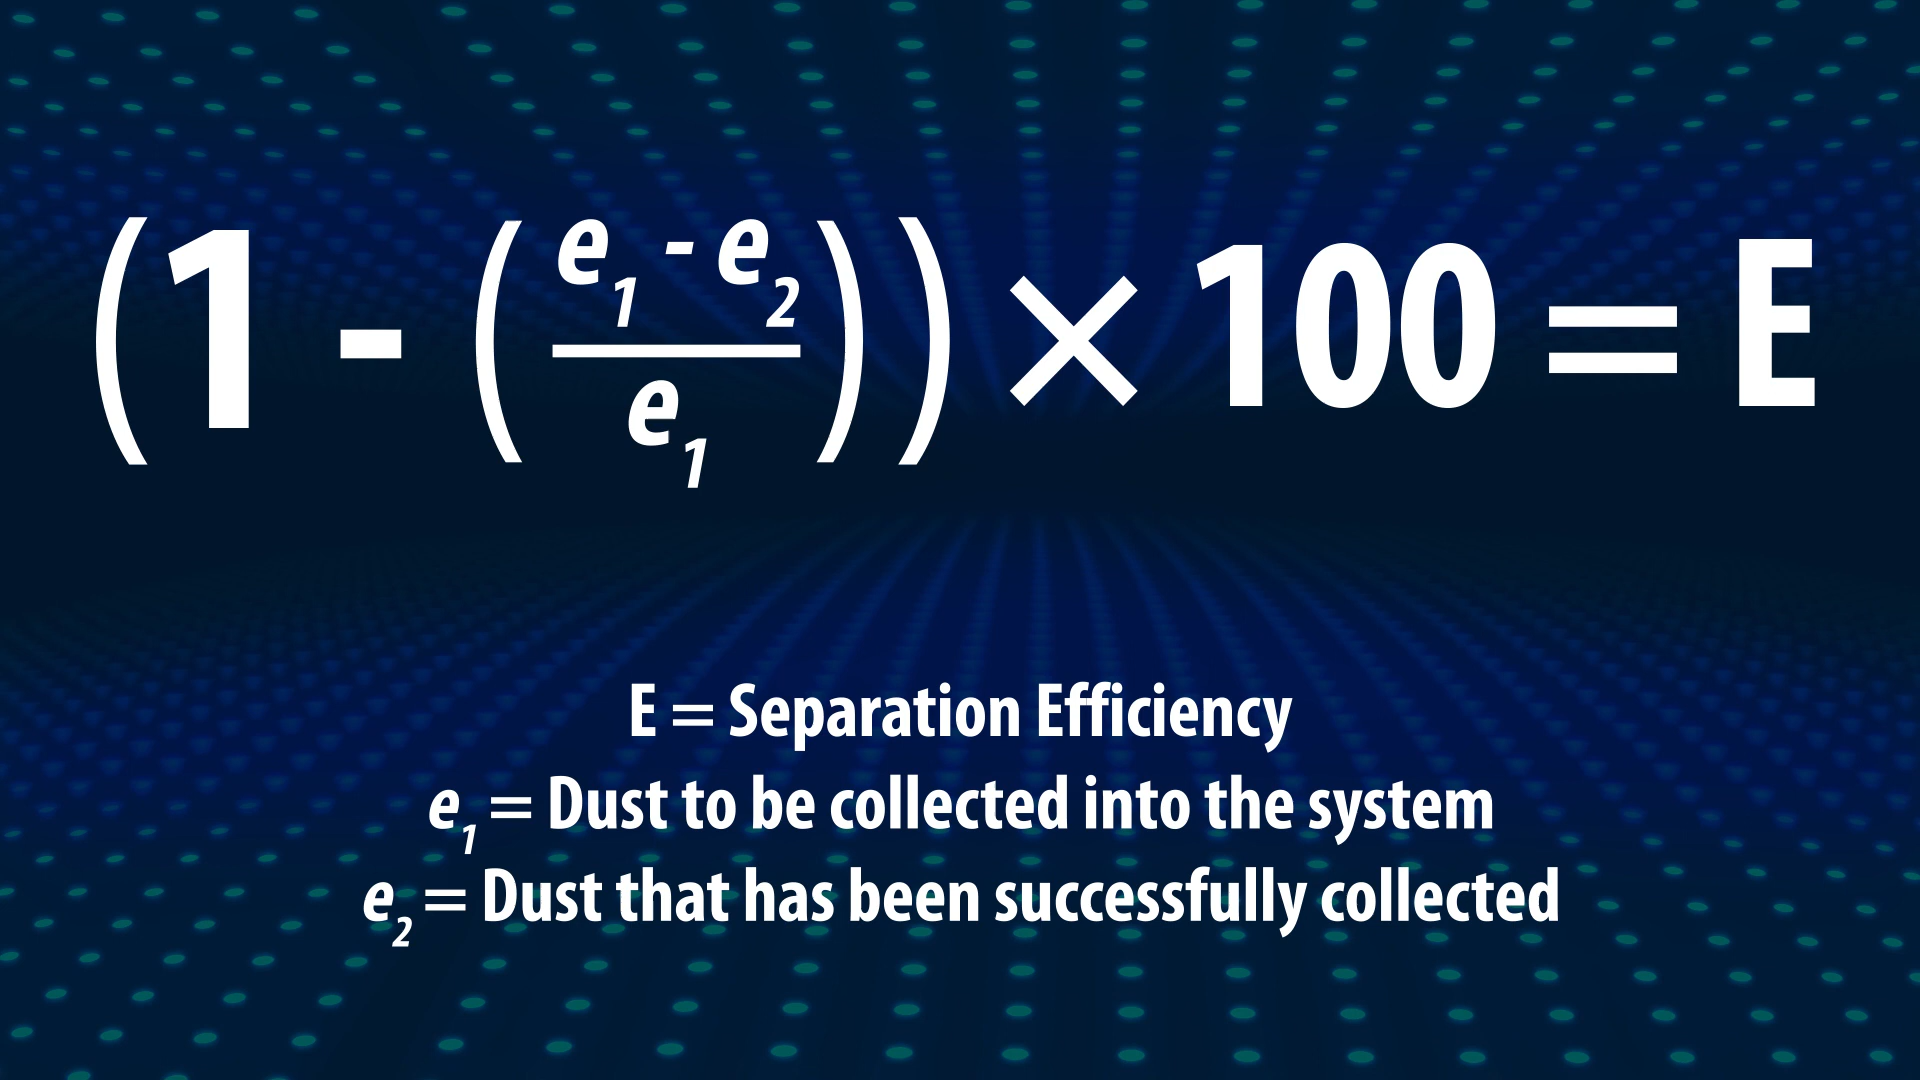 (1 - (e₁ - e₂ / e₁)) × 100 = E
E = Separation Efficiency
e₁ = Dust to be collected into the system
e₂ = Dust that has been successfully collected